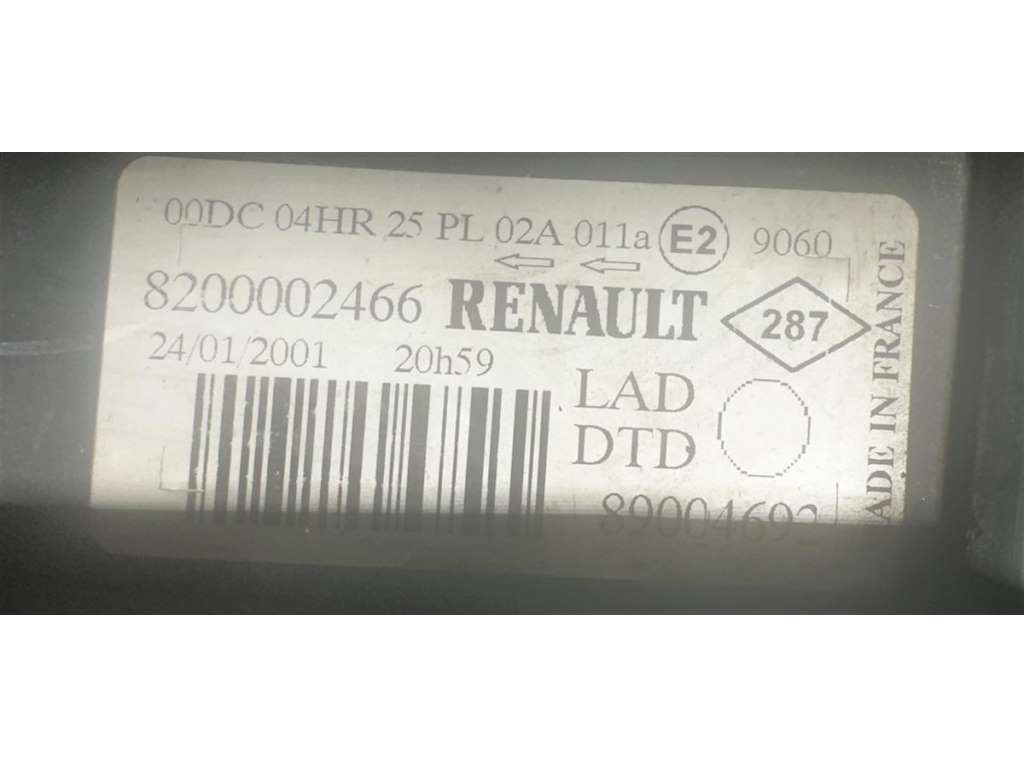 00DC 04HR 25 PL 02A 011a E2 9060
8200002466 RENAULT 287
24/01/2001 20h59
LAD
DTD
89004692
ADE IN FRANCE